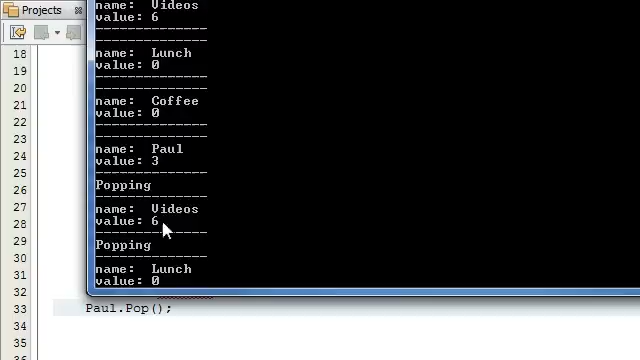 Projects
name:  Videos
value: 6
---------------
---------------
name:  Lunch
value: 0
---------------
---------------
name:  Coffee
value: 0
---------------
---------------
name:  Paul
value: 3
---------------
Popping
---------------
name:  Videos
value: 6
---------------
Popping
---------------
name:  Lunch
value: 0
18
19
20
21
22
23
24
25
26
27
28
29
30
31
32
33 Paul.Pop();
34
35